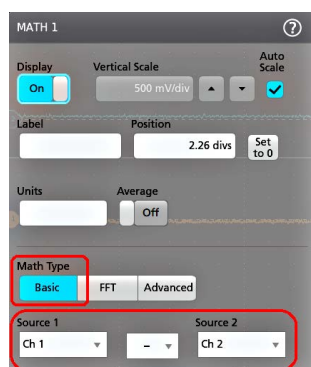 MATH 1 ?
Display Vertical Scale Auto Scale
On 500 mV/div
Label Position
2.26 divs Set to 0
Units Average
Off
Math Type
Basic FFT Advanced
Source 1 Source 2
Ch 1 - Ch 2